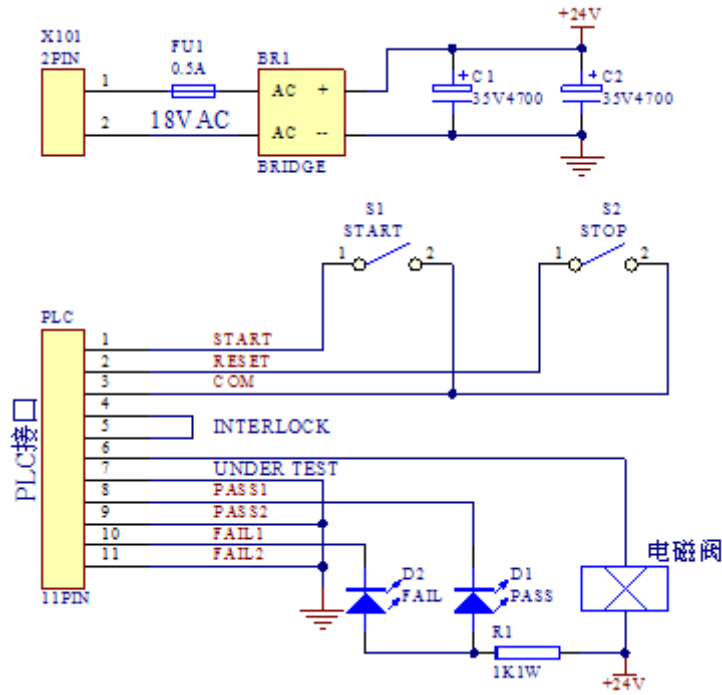 +24V
X101
2PIN
FU1
0.5A
BR1
1
AC +
C1
35V4700
C2
35V4700
2
18VAC
AC --
BRIDGE
S1
START
1 2
S2
STOP
1 2
PLC
1 START
2 RESET
3 COM
4
5 INTERLOCK
6
7 UNDER TEST
8 PASS1
9 PASS2
10 FAIL1
11 FAIL2
PLC接口
11PIN
电磁阀
D2
FAIL
D1
PASS
R1
1K1W
+24V